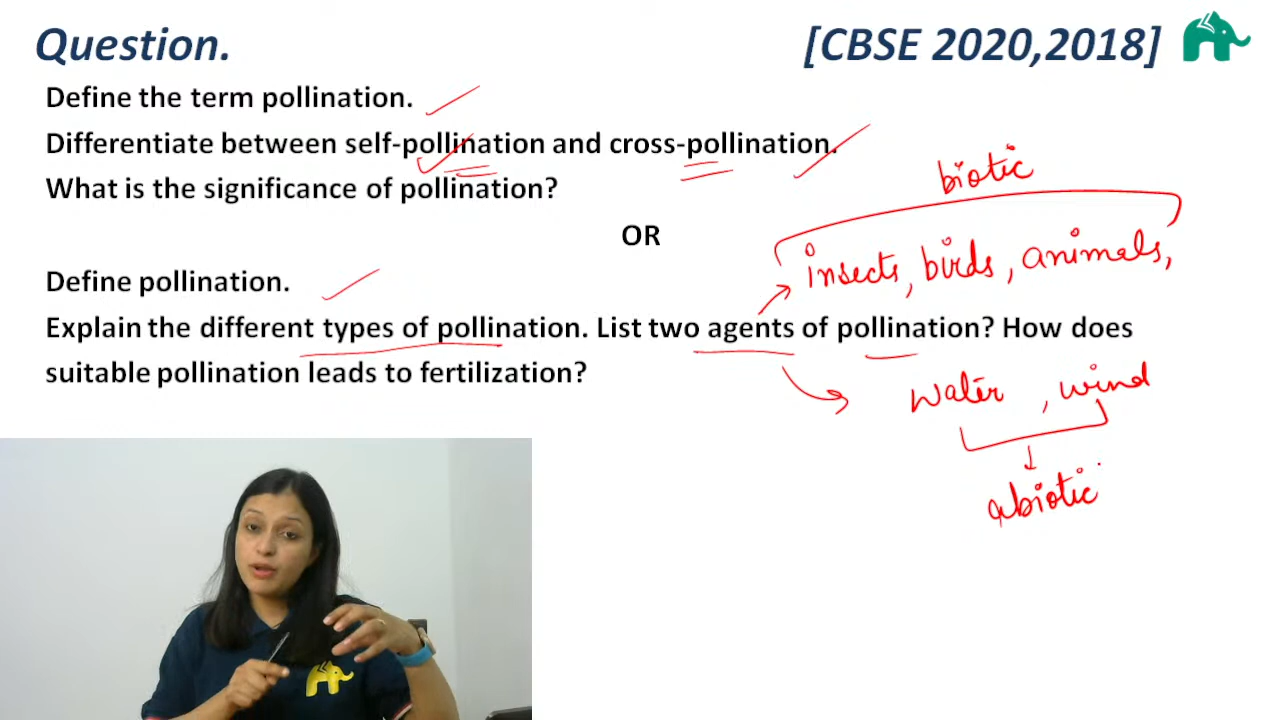 Question. [CBSE 2020,2018]
Define the term pollination.
Differentiate between self-pollination and cross-pollination.
What is the significance of pollination?
biotic
OR
insects, birds, animals,
Define pollination.
Explain the different types of pollination. List two agents of pollination? How does
suitable pollination leads to fertilization?
water, wind
abiotic